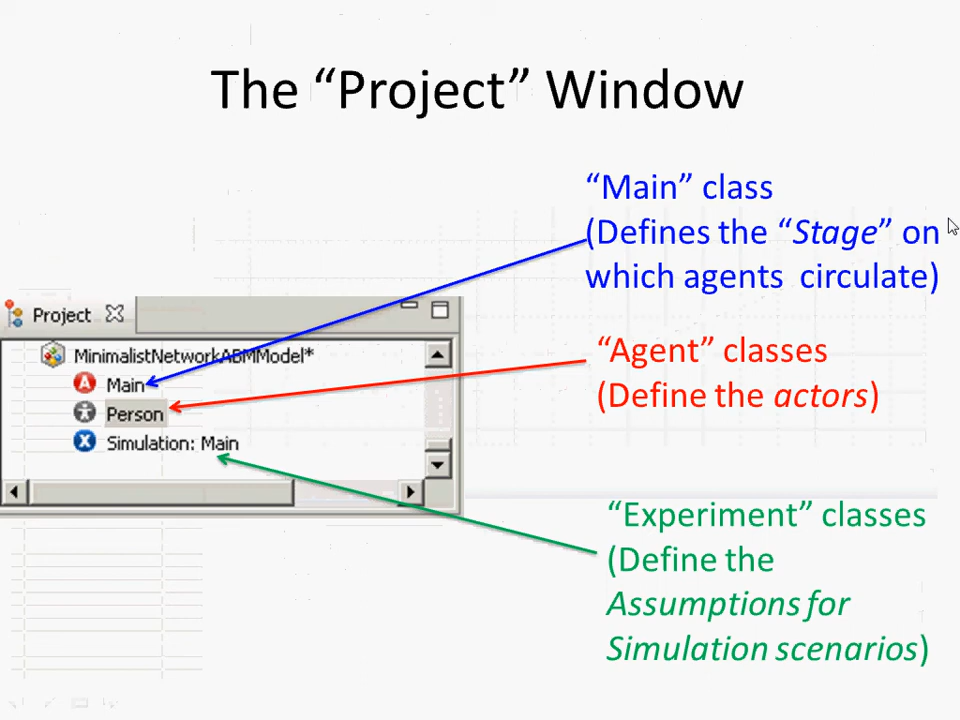 The “Project” Window
“Main” class
(Defines the “Stage” on
which agents circulate)
Project
MinimalistNetworkABMModel*
Main
Person
Simulation: Main
“Agent” classes
(Define the actors)
“Experiment” classes
(Define the
Assumptions for
Simulation scenarios)